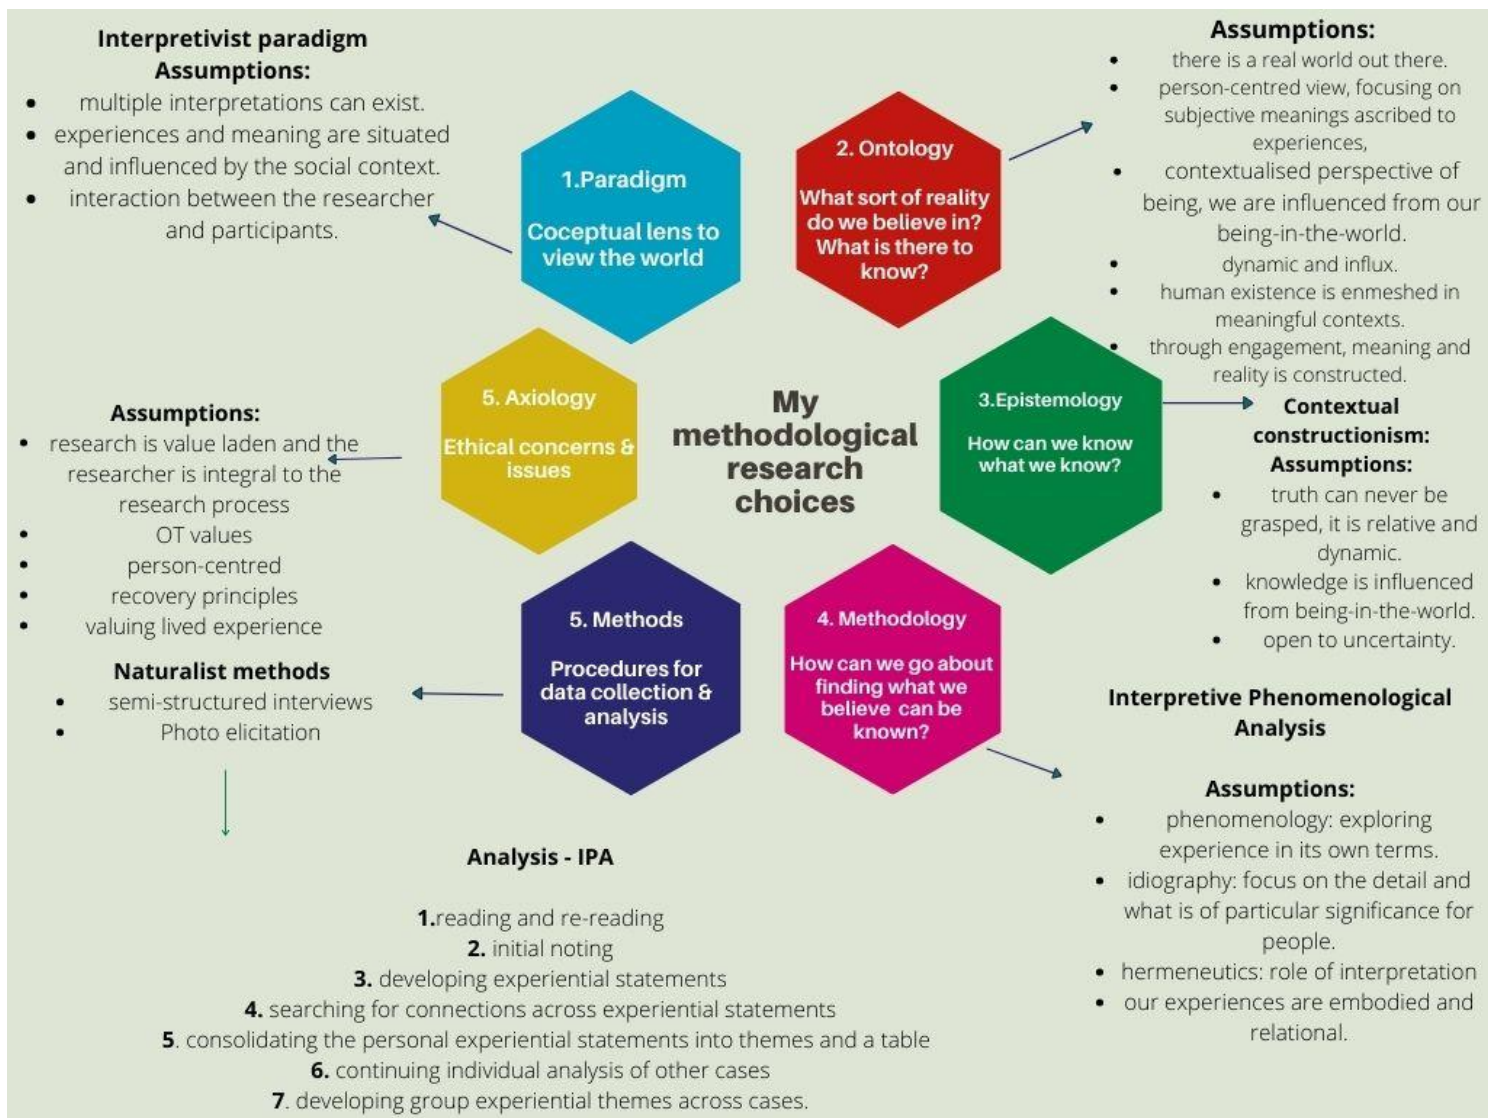 Interpretivist paradigm
Assumptions:
multiple interpretations can exist.
experiences and meaning are situated
and influenced by the social context.
interaction between the researcher
and participants.
1.Paradigm
Coceptual lens to
view the world
2. Ontology
What sort of reality
do we believe in?
What is there to
know?
Assumptions:
there is a real world out there.
person-centred view, focusing on
subjective meanings ascribed to
experiences,
contextualised perspective of
being, we are influenced from our
being-in-the-world.
dynamic and influx.
human existence is enmeshed in
meaningful contexts.
through engagement, meaning and
reality is constructed.
Assumptions:
research is value laden and the
researcher is integral to the
research process
OT values
person-centred
recovery principles
valuing lived experience
5. Axiology
Ethical concerns &
issues
My
methodological
research
choices
3.Epistemology
How can we know
what we know?
Contextual
constructionism:
Assumptions:
truth can never be
grasped, it is relative and
dynamic.
knowledge is influenced
from being-in-the-world.
open to uncertainty.
Naturalist methods
semi-structured interviews
Photo elicitation
5. Methods
Procedures for
data collection &
analysis
4. Methodology
How can we go about
finding what we
believe can be
known?
Interpretive Phenomenological
Analysis
Assumptions:
phenomenology: exploring
experience in its own terms.
idiography: focus on the detail and
what is of particular significance for
people.
hermeneutics: role of interpretation
our experiences are embodied and
relational.
Analysis - IPA
1.reading and re-reading
2. initial noting
3. developing experiential statements
4. searching for connections across experiential statements
5. consolidating the personal experiential statements into themes and a table
6. continuing individual analysis of other cases
7. developing group experiential themes across cases.